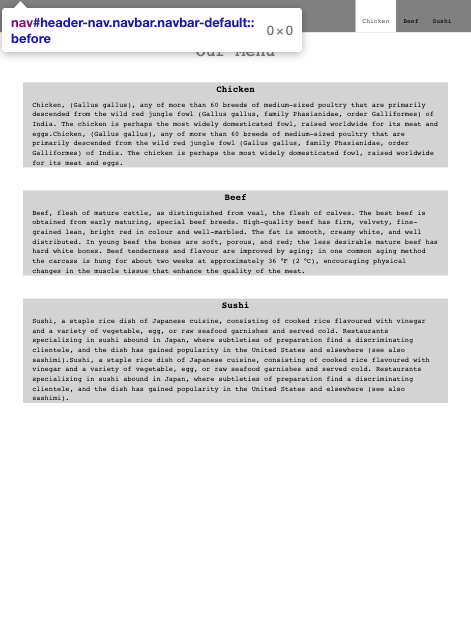 nav#header-nav.navbar.navbar-default::
before
0×0
Chicken Beef Sushi
Our Menu
Chicken
Chicken, (Gallus gallus), any of more than 60 breeds of medium-sized poultry that are primarily
descended from the wild red jungle fowl (Gallus gallus, family Phasianidae, order Galliformes) of
India. The chicken is perhaps the most widely domesticated fowl, raised worldwide for its meat and
eggs.Chicken, (Gallus gallus), any of more than 60 breeds of medium-sized poultry that are
primarily descended from the wild red jungle fowl (Gallus gallus, family Phasianidae, order
Galliformes) of India. The chicken is perhaps the most widely domesticated fowl, raised worldwide
for its meat and eggs.
Beef
Beef, flesh of mature cattle, as distinguished from veal, the flesh of calves. The best beef is
obtained from early maturing, special beef breeds. High-quality beef has firm, velvety, fine-
grained lean, bright red in colour and well-marbled. The fat is smooth, creamy white, and well
distributed. In young beef the bones are soft, porous, and red; the less desirable mature beef has
hard white bones. Beef tenderness and flavour are improved by aging; in one common aging method
the carcass is hung for about two weeks at approximately 36 °F (2 °C), encouraging physical
changes in the muscle tissue that enhance the quality of the meat.
Sushi
Sushi, a staple rice dish of Japanese cuisine, consisting of cooked rice flavoured with vinegar
and a variety of vegetable, egg, or raw seafood garnishes and served cold. Restaurants
specializing in sushi abound in Japan, where subtleties of preparation find a discriminating
clientele, and the dish has gained popularity in the United States and elsewhere (see also
sashimi).Sushi, a staple rice dish of Japanese cuisine, consisting of cooked rice flavoured with
vinegar and a variety of vegetable, egg, or raw seafood garnishes and served cold. Restaurants
specializing in sushi abound in Japan, where subtleties of preparation find a discriminating
clientele, and the dish has gained popularity in the United States and elsewhere (see also
sashimi).